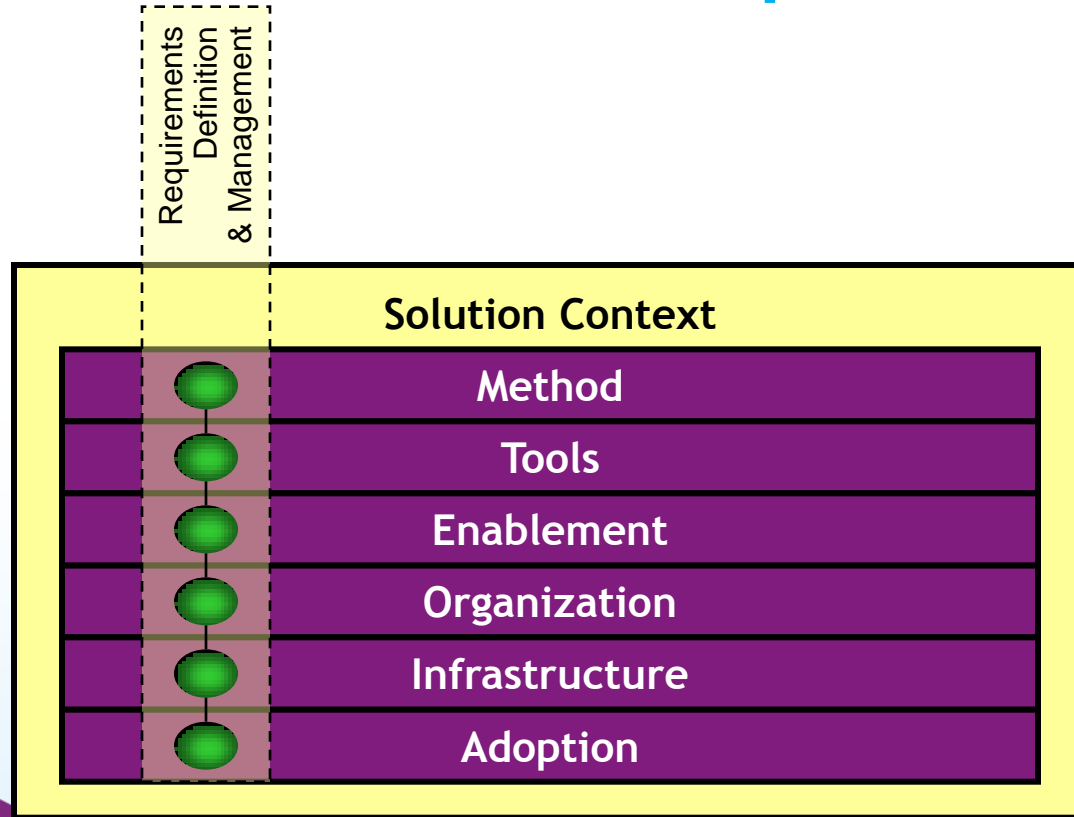 Requirements
Definition
& Management
Solution Context
Method
Tools
Enablement
Organization
Infrastructure
Adoption